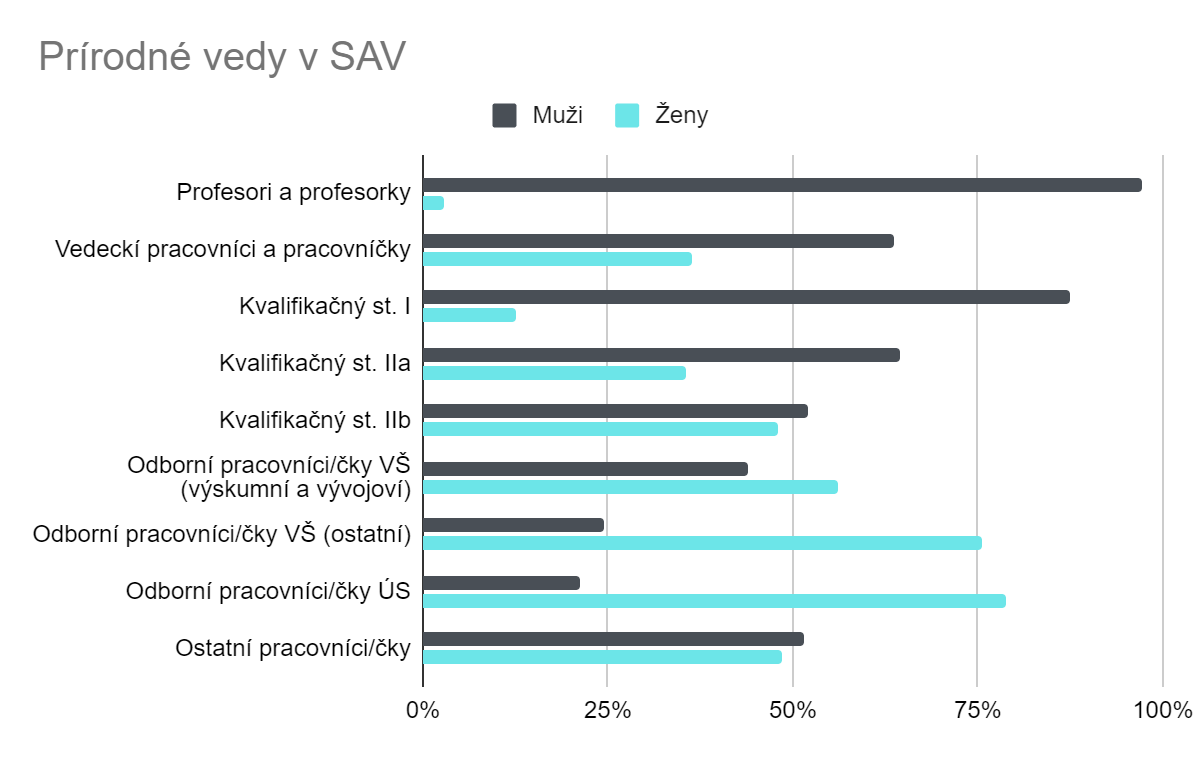 Prírodné vedy v SAV
Muži
Ženy
Profesori a profesorky
Vedeckí pracovníci a pracovníčky
Kvalifikačný st. I
Kvalifikačný st. IIa
Kvalifikačný st. IIb
Odborní pracovníci/čky VŠ
(výskumní a vývojoví)
Odborní pracovníci/čky VŠ (ostatní)
Odborní pracovníci/čky ÚS
Ostatní pracovníci/čky
0%
25%
50%
75%
100%